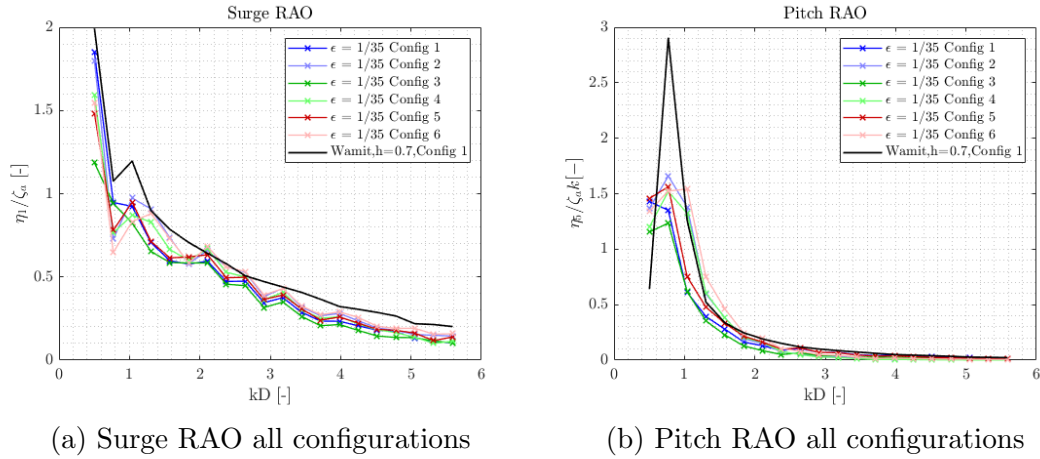 Surge RAO
2
1.5
1
0.5
0
0
1
2
3
4
5
6
η₁/ζₐ [-]
kD [-]
ϵ = 1/35 Config 1
ϵ = 1/35 Config 2
ϵ = 1/35 Config 3
ϵ = 1/35 Config 4
ϵ = 1/35 Config 5
ϵ = 1/35 Config 6
Wamit,h=0.7,Config 1
(a) Surge RAO all configurations
Pitch RAO
3
2.5
2
1.5
1
0.5
0
0
1
2
3
4
5
6
η₅/ζₐk[−]
kD [-]
ϵ = 1/35 Config 1
ϵ = 1/35 Config 2
ϵ = 1/35 Config 3
ϵ = 1/35 Config 4
ϵ = 1/35 Config 5
ϵ = 1/35 Config 6
Wamit,h=0.7,Config 1
(b) Pitch RAO all configurations